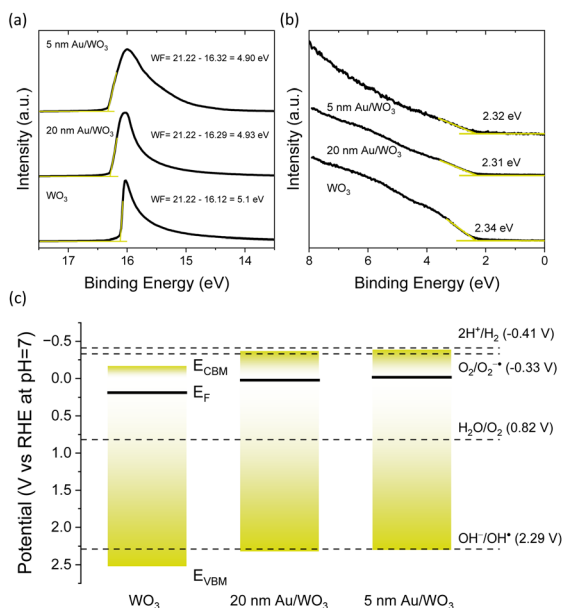 (a)
5 nm Au/WO₃
WF= 21.22 - 16.32 = 4.90 eV
20 nm Au/WO₃
WF= 21.22 - 16.29 = 4.93 eV
WO₃
WF= 21.22 - 16.12 = 5.1 eV
Intensity (a.u.)
17 16 15 14
Binding Energy (eV)
(b)
5 nm Au/WO₃
2.32 eV
20 nm Au/WO₃
2.31 eV
WO₃
2.34 eV
Intensity (a.u.)
8 6 4 2 0
Binding Energy (eV)
(c)
Potential (V vs RHE at pH=7)
−0.5
0.0
0.5
1.0
1.5
2.0
2.5
E_CBM
E_F
E_VBM
2H⁺/H₂ (-0.41 V)
O₂/O₂⁻• (-0.33 V)
H₂O/O₂ (0.82 V)
OH⁻/OH• (2.29 V)
WO₃ 20 nm Au/WO₃ 5 nm Au/WO₃